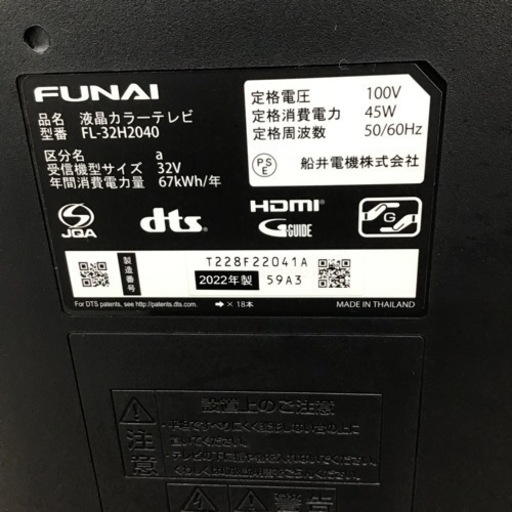 FUNAI
品名 液晶カラーテレビ
型番 FL-32H2040
区分名 a
受信機型サイズ 32V
年間消費電力量 67kWh/年
定格電圧 100V
定格消費電力 45W
定格周波数 50/60Hz
PSE 船井電機株式会社
JQA
dts
HDMI
G-GUIDE
G
製造番号
T228F22041A
2022年製 59A3
For DTS patents, see http://patents.dts.com.
→ × 18本
MADE IN THAILAND
設置上のご注意
注意
警告